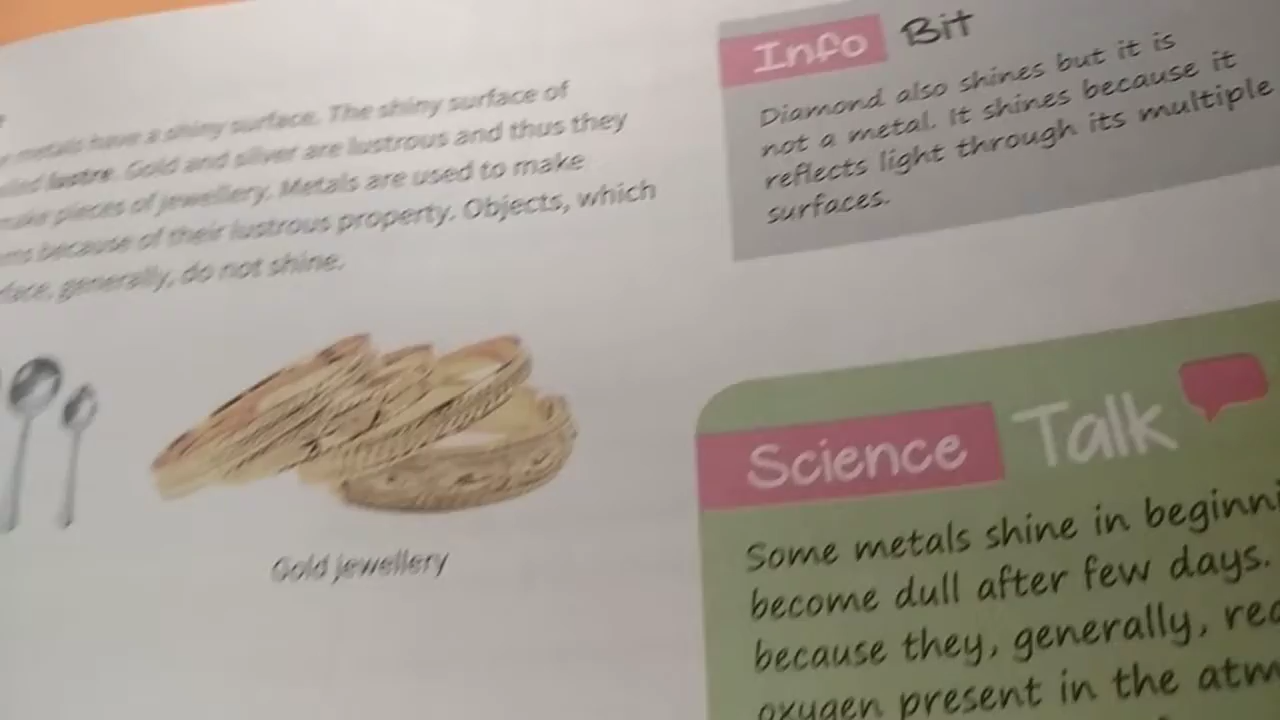 metals have a shiny surface. The shiny surface of
lustre. Gold and silver are lustrous and thus they
make pieces of jewellery. Metals are used to make
because of their lustrous property. Objects, which
generally, do not shine.
Gold jewellery
Info Bit
Diamond also shines but it is
not a metal. It shines because it
reflects light through its multiple
surfaces.
Science Talk
Some metals shine in beginni
become dull after few days.
because they, generally, rea
oxygen present in the atm